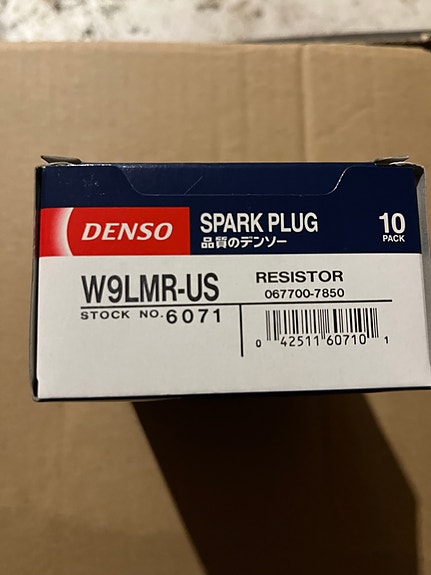 DENSO
SPARK PLUG
品質のデンソー
10
PACK
W9LMR-US
STOCK NO. 6071
RESISTOR
067700-7850
0 42511 60710 1